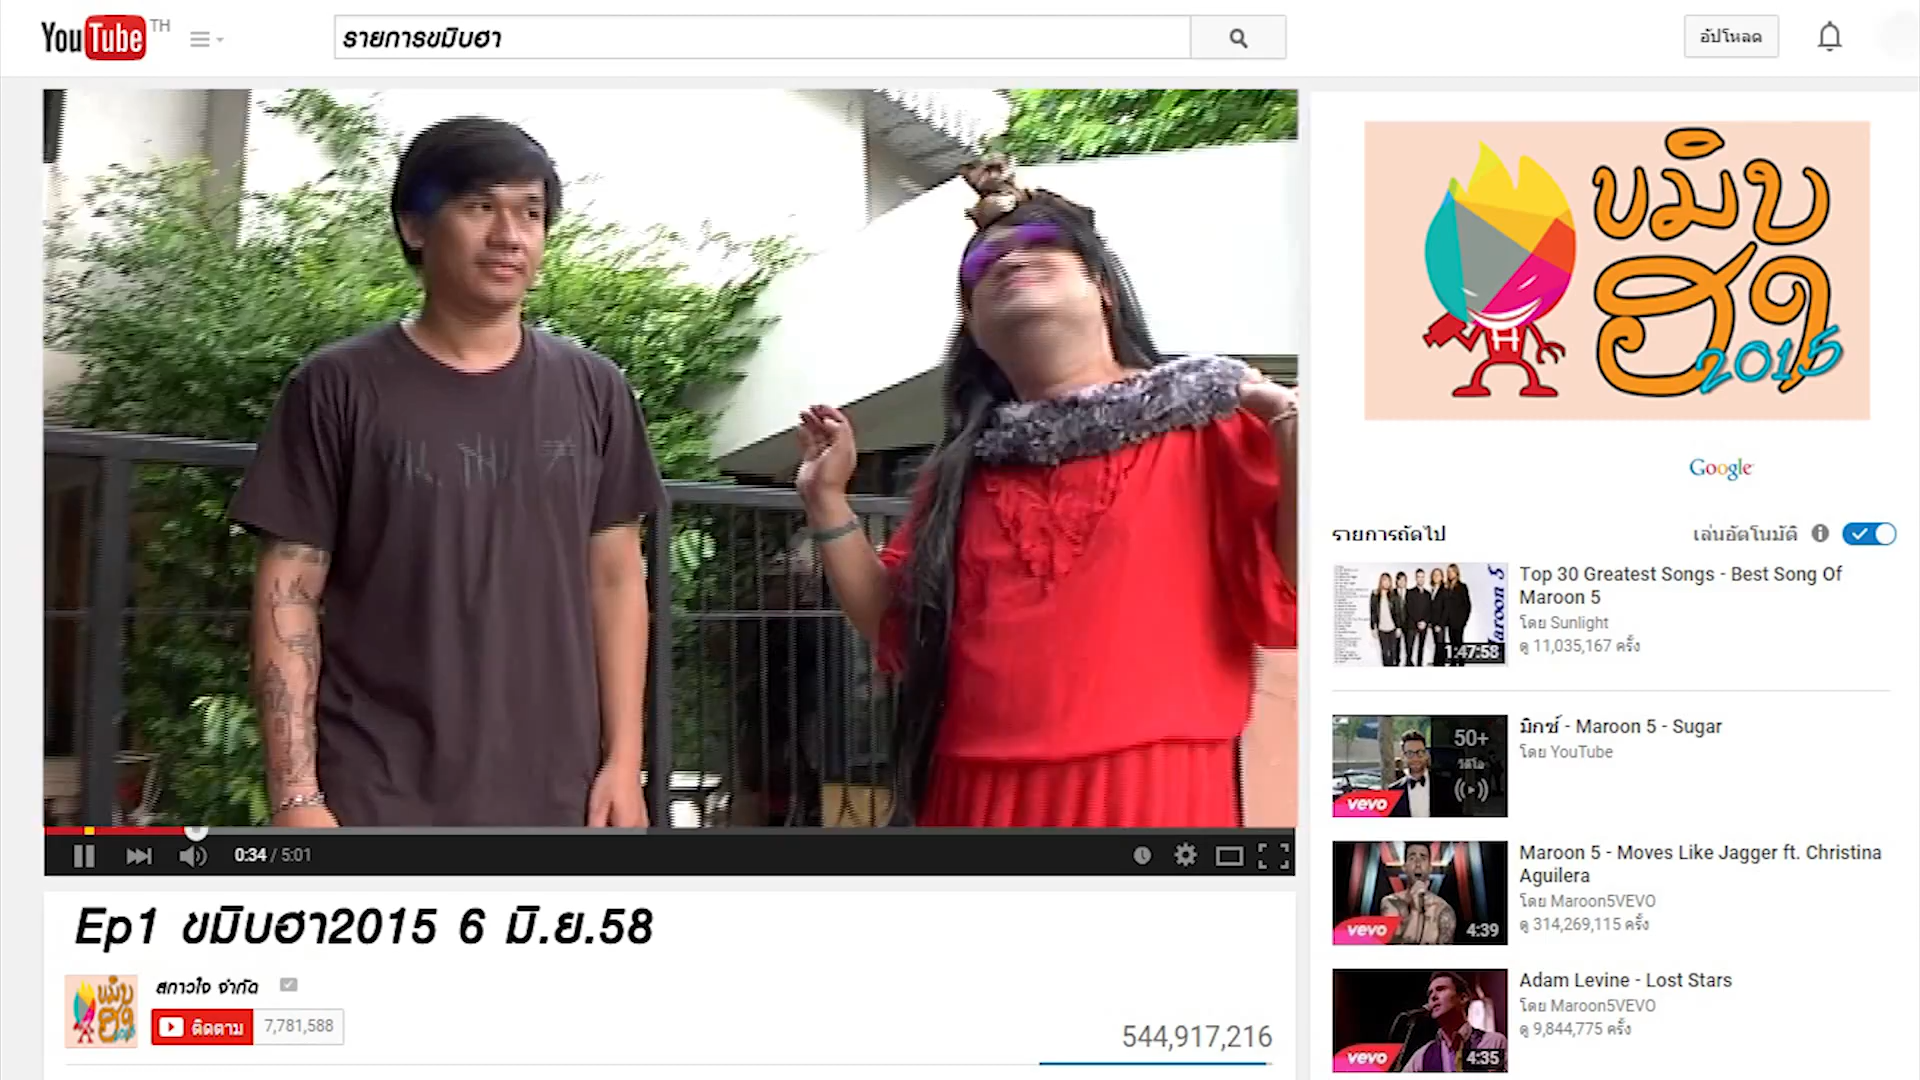 YouTube TH
รายการขมิบฮา
อัปโหลด
ขมิบ
ฮา
2015
Google
รายการถัดไป
เล่นอัตโนมัติ
Top 30 Greatest Songs - Best Song Of
Maroon 5
โดย Sunlight
ดู 11,035,167 ครั้ง
Maroon 5
1:47:58
มิกซ์ - Maroon 5 - Sugar
โดย YouTube
50+
วิดีโอ
vevo
Maroon 5 - Moves Like Jagger ft. Christina
Aguilera
โดย Maroon5VEVO
ดู 314,269,115 ครั้ง
vevo
4:39
Adam Levine - Lost Stars
โดย Maroon5VEVO
ดู 9,844,775 ครั้ง
vevo
4:35
0:34 / 5:01
Ep1 ขมิบฮา2015 6 มิ.ย.58
สกาวใจ จำกัด
ติดตาม 7,781,588
544,917,216